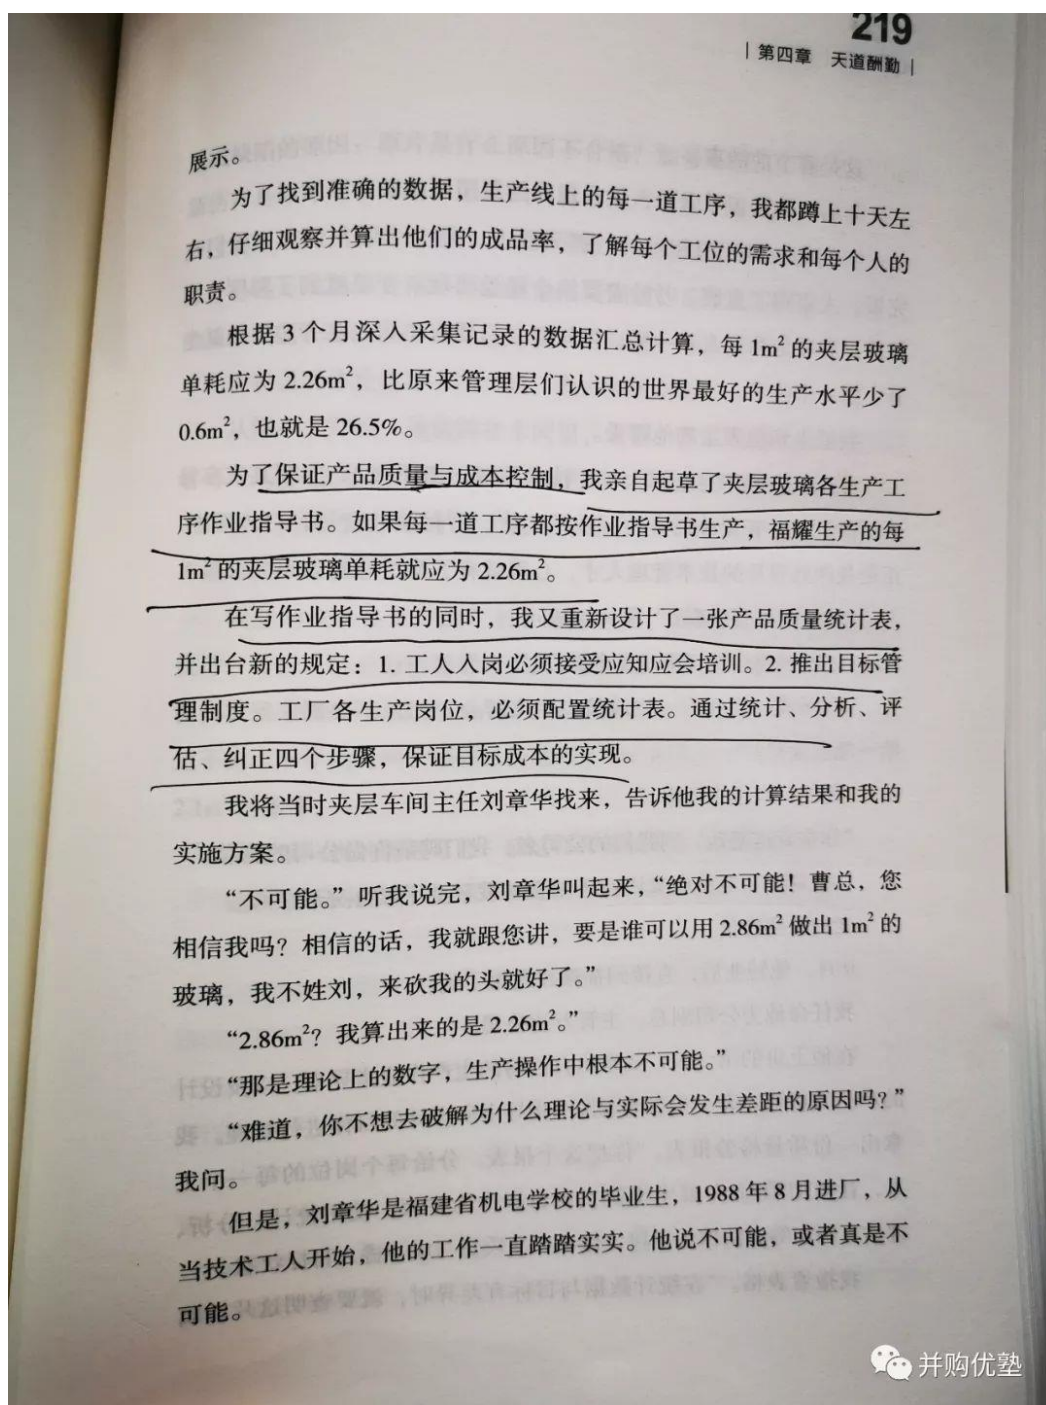 219
第四章 天道酬勤
展示。
为了找到准确的数据，生产线上的每一道工序，我都蹲上十天左
右，仔细观察并算出他们的成品率，了解每个工位的需求和每个人的
职责。
根据 3 个月深入采集记录的数据汇总计算，每 1m² 的夹层玻璃
单耗应为 2.26m²，比原来管理层们认识的世界最好的生产水平少了
0.6m²，也就是 26.5%。
为了保证产品质量与成本控制，我亲自起草了夹层玻璃各生产工
序作业指导书。如果每一道工序都按作业指导书生产，福耀生产的每
1m² 的夹层玻璃单耗就应为 2.26m²。
在写作业指导书的同时，我又重新设计了一张产品质量统计表，
并出台新的规定：1. 工人入岗必须接受应知应会培训。2. 推出目标管
理制度。工厂各生产岗位，必须配置统计表。通过统计、分析、评
估、纠正四个步骤，保证目标成本的实现。
我将当时夹层车间主任刘章华找来，告诉他我的计算结果和我的
实施方案。
“不可能。”听我说完，刘章华叫起来，“绝对不可能！曹总，您
相信我吗？相信的话，我就跟您讲，要是谁可以用 2.86m² 做出 1m² 的
玻璃，我不姓刘，来砍我的头就好了。”
“2.86m²？我算出来的是 2.26m²。”
“那是理论上的数字，生产操作中根本不可能。”
“难道，你不想去破解为什么理论与实际会发生差距的原因吗？”
我问。
但是，刘章华是福建省机电学校的毕业生，1988 年 8 月进厂，从
当技术工人开始，他的工作一直踏踏实实。他说不可能，或者真是不
可能。
并购优塾